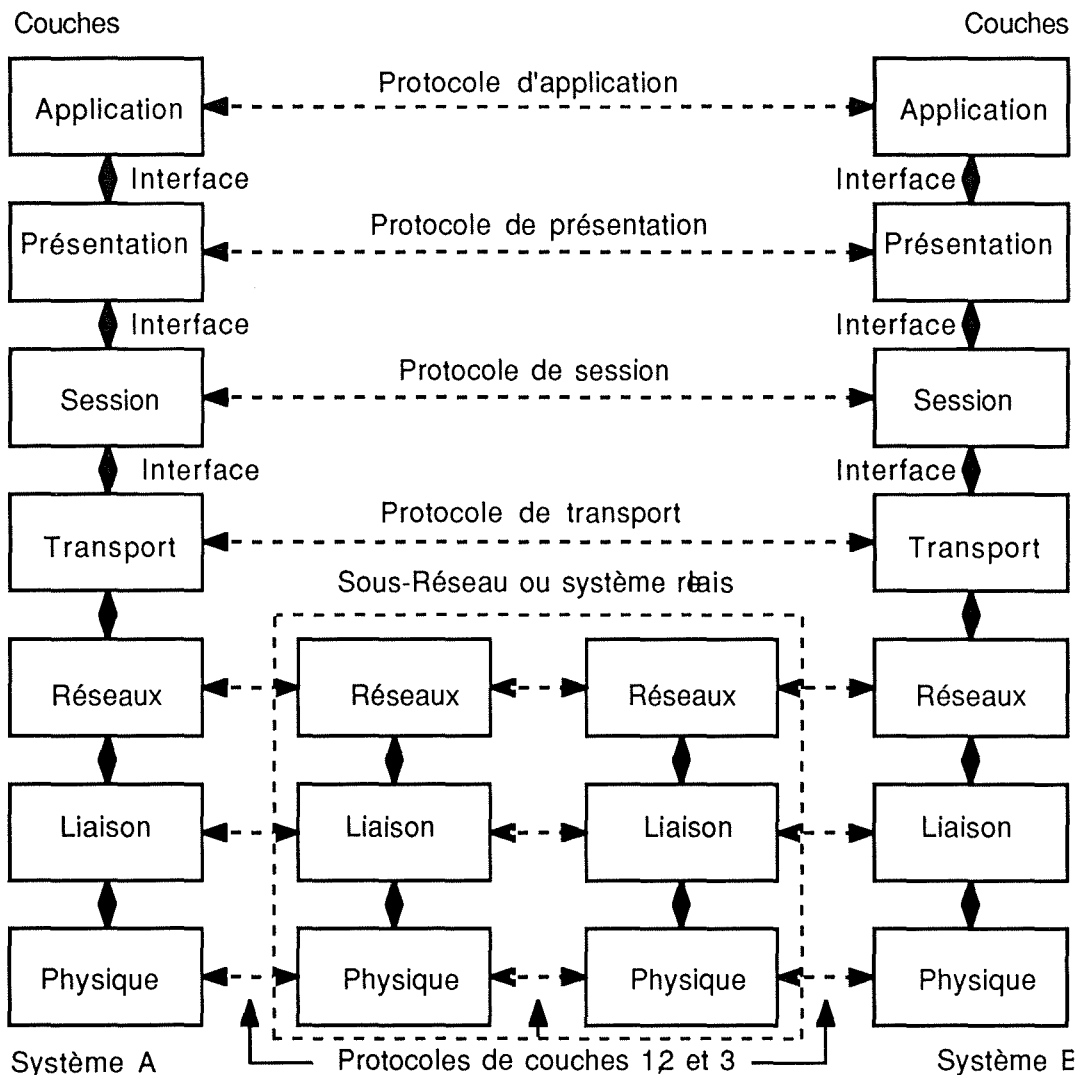 Couches Couches
Application Protocole d'application Application
Interface Interface
Présentation Protocole de présentation Présentation
Interface Interface
Session Protocole de session Session
Interface Interface
Transport Protocole de transport Transport
Sous-Réseau ou système relais
Réseaux Réseaux Réseaux Réseaux
Liaison Liaison Liaison Liaison
Physique Physique Physique Physique
Système A Protocoles de couches 1,2 et 3 Système B